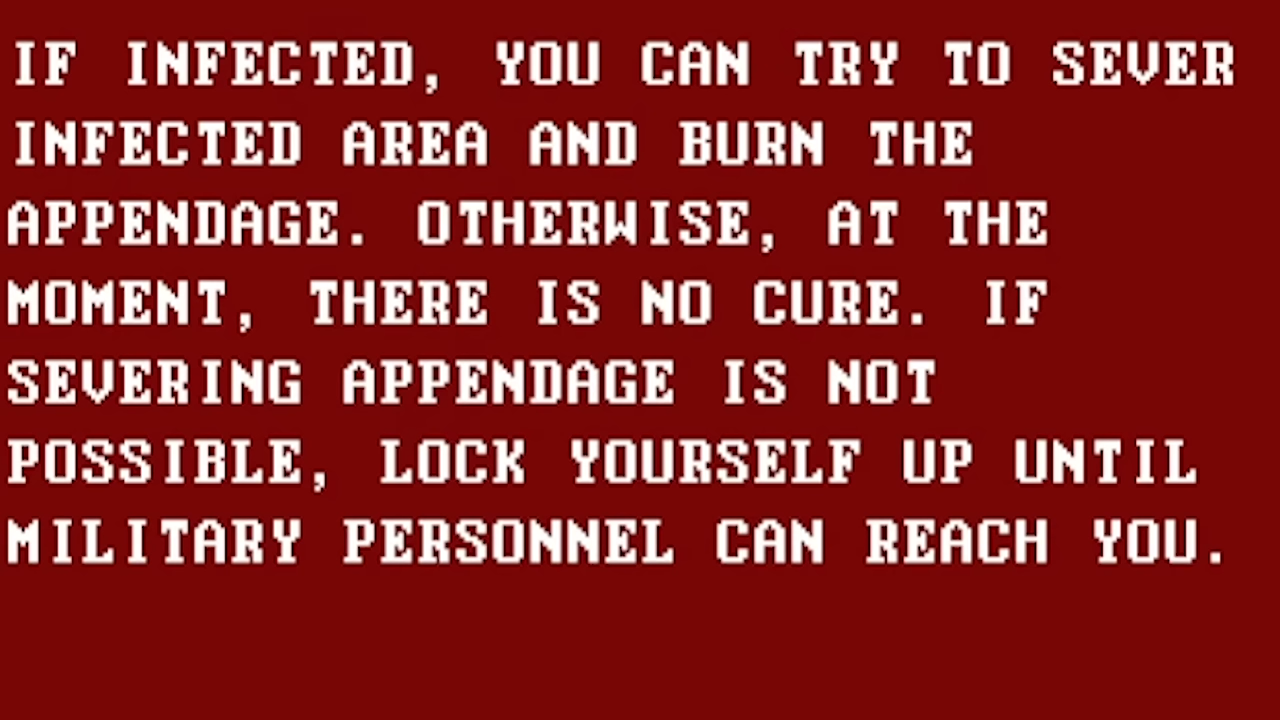 IF INFECTED, YOU CAN TRY TO SEVER
INFECTED AREA AND BURN THE
APPENDAGE. OTHERWISE, AT THE
MOMENT, THERE IS NO CURE. IF
SEVERING APPENDAGE IS NOT
POSSIBLE, LOCK YOURSELF UP UNTIL
MILITARY PERSONNEL CAN REACH YOU.